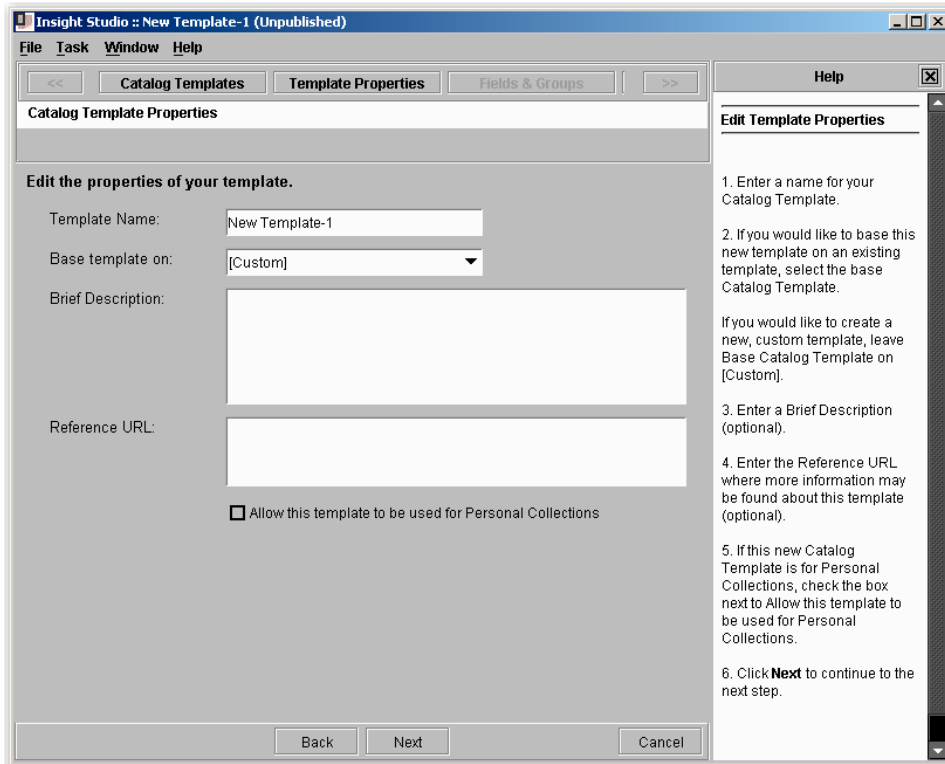 Insight Studio :: New Template-1 (Unpublished)
File Task Window Help
<< Catalog Templates Template Properties Fields & Groups >>
Catalog Template Properties
Edit the properties of your template.
Template Name: New Template-1
Base template on: [Custom]
Brief Description:
Reference URL:
Allow this template to be used for Personal Collections
Back Next Cancel
Help
Edit Template Properties
1. Enter a name for your
Catalog Template.
2. If you would like to base this
new template on an existing
template, select the base
Catalog Template.
If you would like to create a
new, custom template, leave
Base Catalog Template on
[Custom].
3. Enter a Brief Description
(optional).
4. Enter the Reference URL
where more information may
be found about this template
(optional).
5. If this new Catalog
Template is for Personal
Collections, check the box
next to Allow this template to
be used for Personal
Collections.
6. Click Next to continue to the
next step.